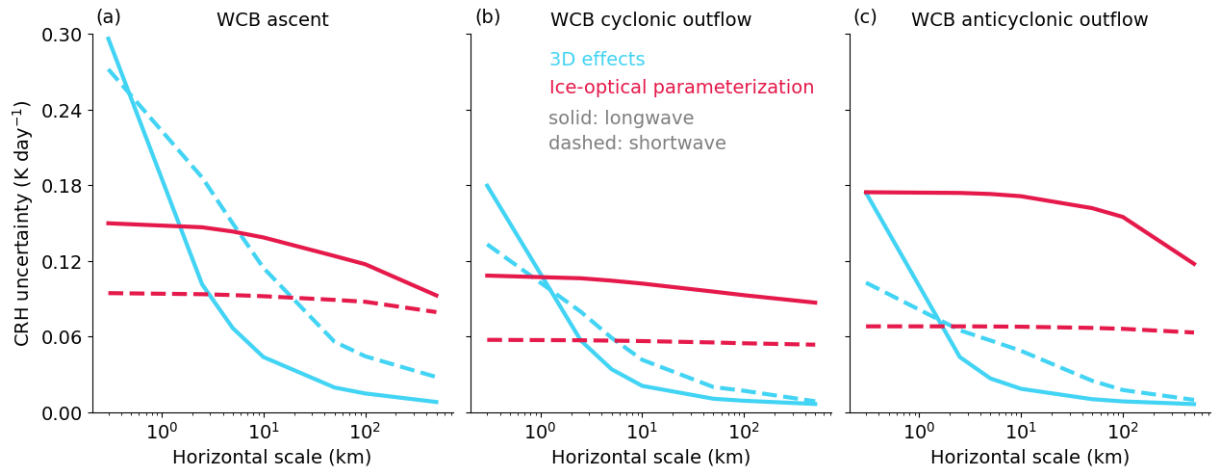 (a) WCB ascent
(b) WCB cyclonic outflow
(c) WCB anticyclonic outflow
CRH uncertainty (K day⁻¹)
0.30
0.24
0.18
0.12
0.06
0.00
3D effects
Ice-optical parameterization
solid: longwave
dashed: shortwave
10⁰ 10¹ 10²
10⁰ 10¹ 10²
10⁰ 10¹ 10²
Horizontal scale (km)
Horizontal scale (km)
Horizontal scale (km)